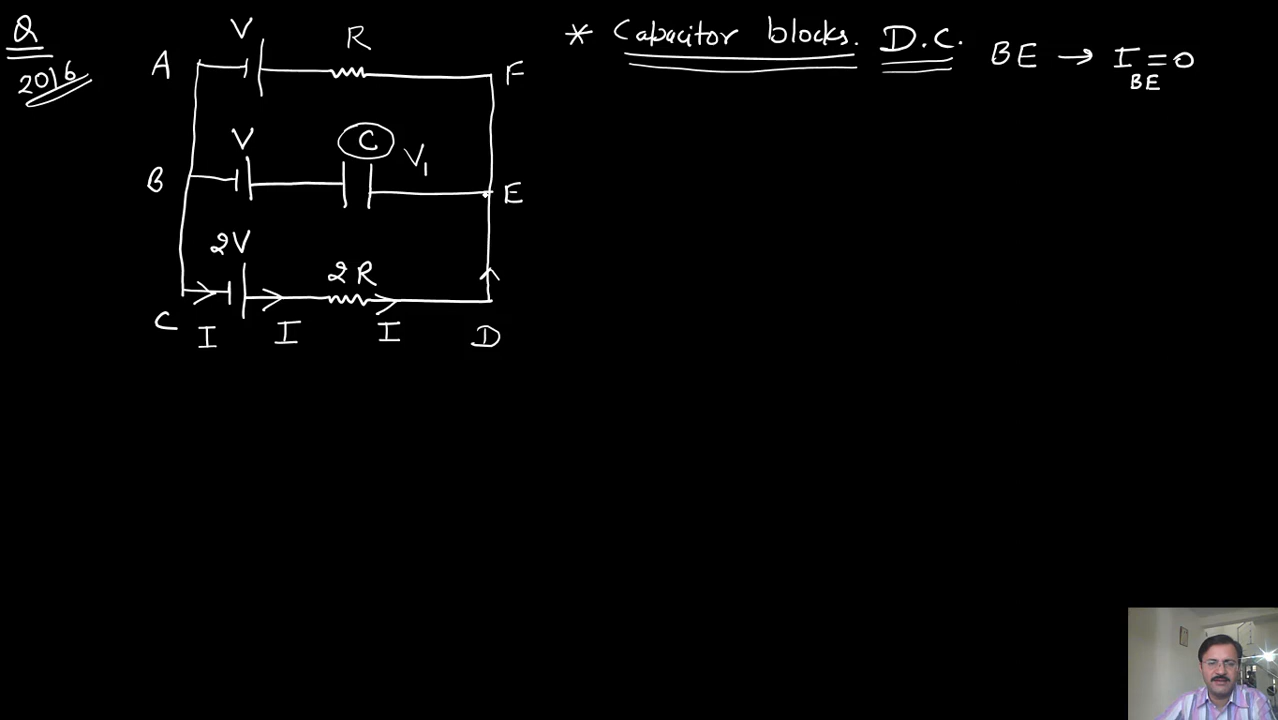 Q
2016
* Capacitor blocks. D.C. BE → I = 0
BE
V R
A F
V C V₁
B E
2V 2R
C I I I D